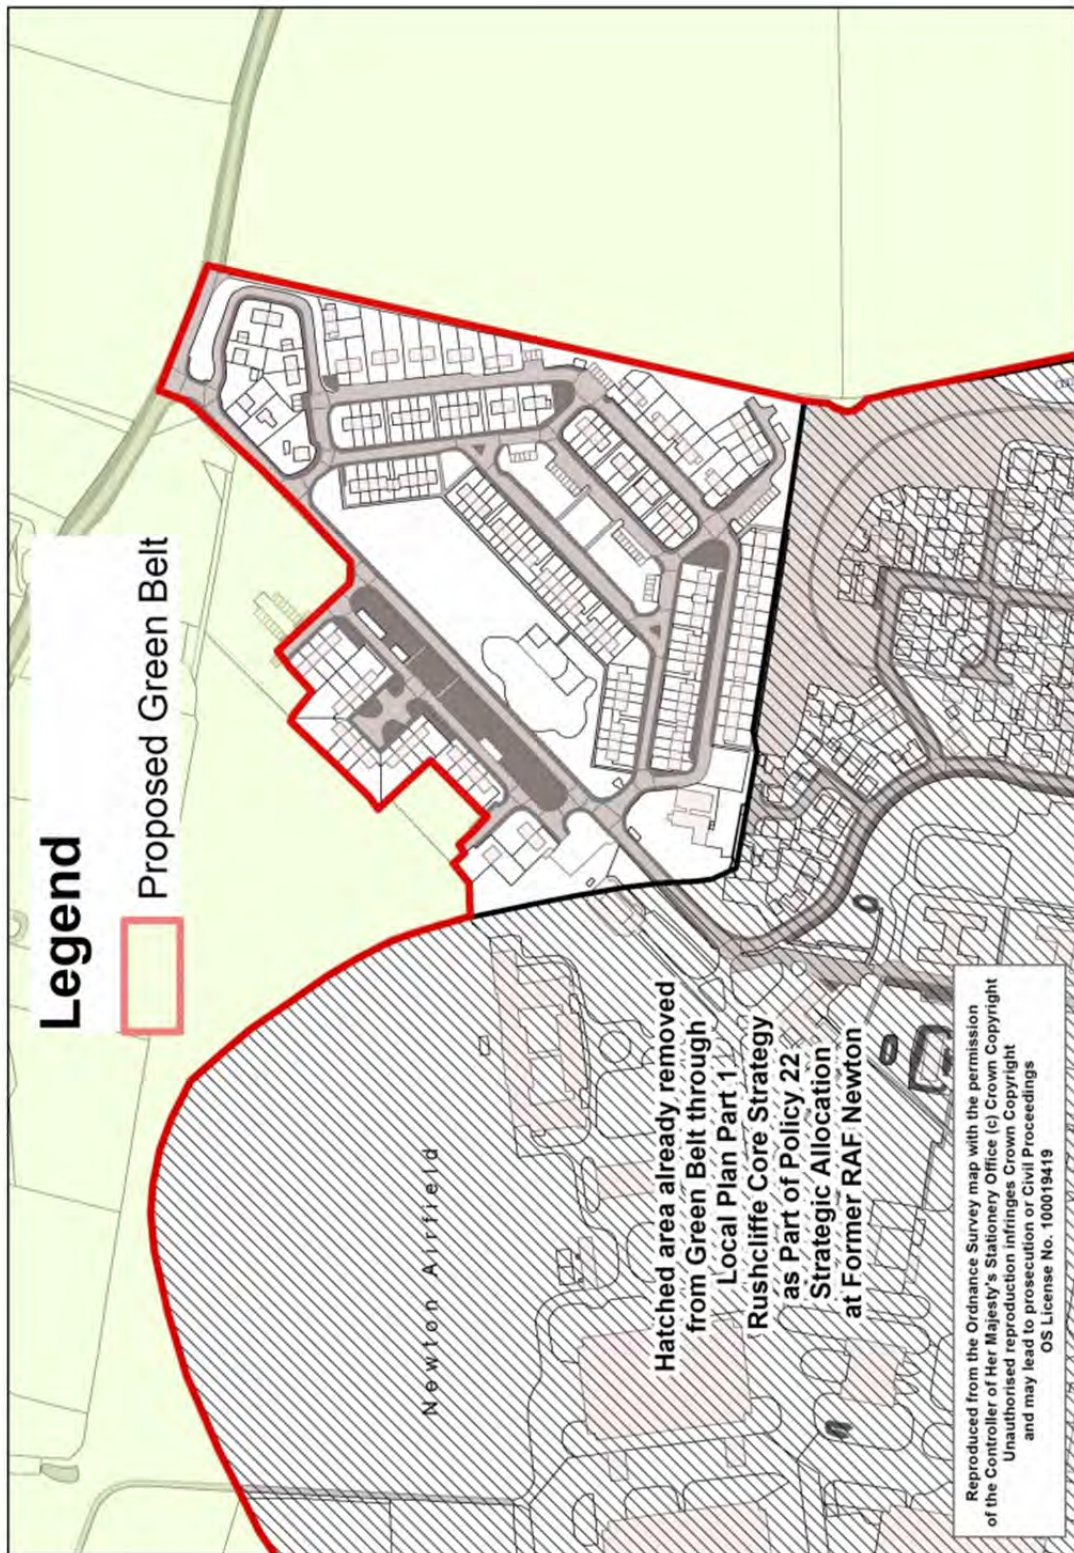 Legend
Proposed Green Belt
Newton Airfield
Hatched area already removed
from Green Belt through
Local Plan Part 1
Rushcliffe Core Strategy
as Part of Policy 22
Strategic Allocation
at Former RAF Newton
Reproduced from the Ordnance Survey map with the permission
of the Controller of Her Majesty's Stationery Office (c) Crown Copyright
Unauthorised reproduction infringes Crown Copyright
and may lead to prosecution or Civil Proceedings
OS License No. 100019419